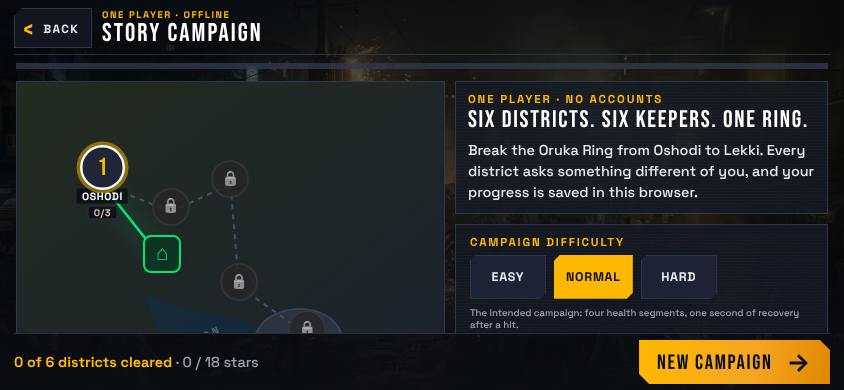 < BACK
ONE PLAYER · OFFLINE
STORY CAMPAIGN
1
OSHODI
0/3
ONE PLAYER · NO ACCOUNTS
SIX DISTRICTS. SIX KEEPERS. ONE RING.
Break the Oruka Ring from Oshodi to Lekki. Every
district asks something different of you, and your
progress is saved in this browser.
CAMPAIGN DIFFICULTY
EASY
NORMAL
HARD
The intended campaign: four health segments, one second of recovery
after a hit.
0 of 6 districts cleared · 0 / 18 stars
NEW CAMPAIGN →